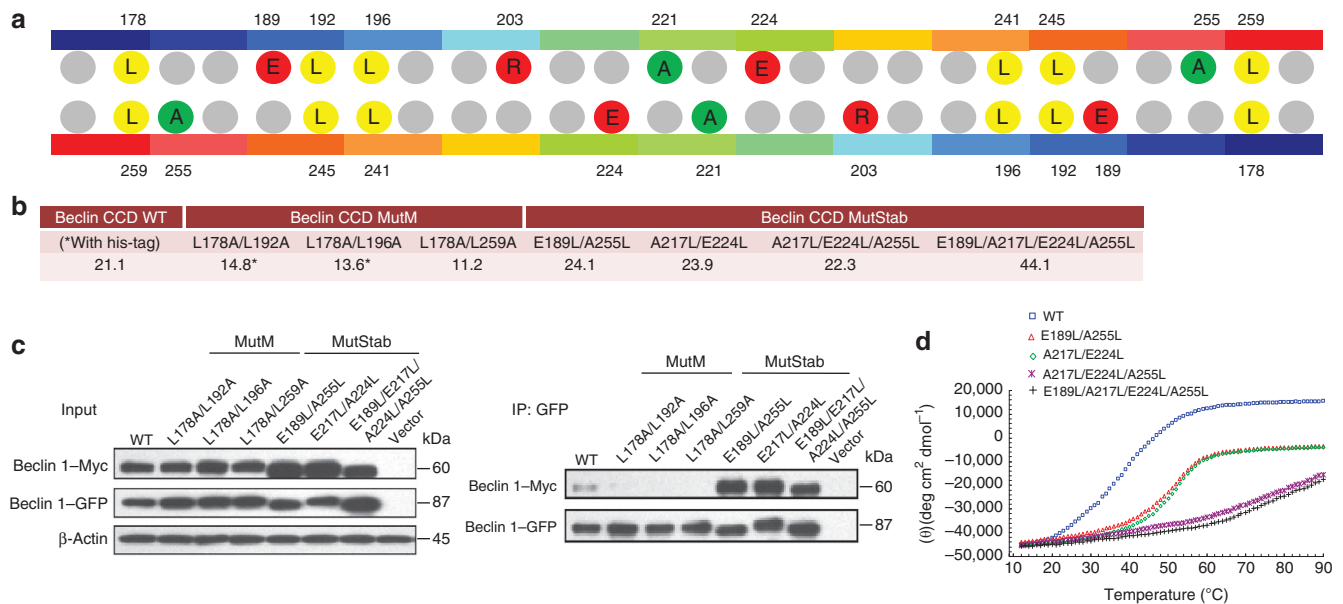 a
178 189 192 196 203 221 224 241 245 255 259
L E L L R A E L L A L
L A L L E A R L L E L
259 255 245 241 224 221 203 196 192 189 178
b
Beclin CCD WT Beclin CCD MutM Beclin CCD MutStab
(*With his-tag) L178A/L192A L178A/L196A L178A/L259A E189L/A255L A217L/E224L A217L/E224L/A255L E189L/A217L/E224L/A255L
21.1 14.8* 13.6* 11.2 24.1 23.9 22.3 44.1
c
MutM MutStab
Input
WT L178A/L192A L178A/L196A L178A/L259A E189L/A255L E217L/A224L E189L/E217L/ A224L/A255L Vector
kDa
Beclin 1–Myc 60
Beclin 1–GFP 87
β-Actin 45
MutM MutStab
IP: GFP
WT L178A/L192A L178A/L196A L178A/L259A E189L/A255L E217L/A224L E189L/E217L/ A224L/A255L Vector
kDa
Beclin 1–Myc 60
Beclin 1–GFP 87
d
WT
E189L/A255L
A217L/E224L
A217L/E224L/A255L
E189L/A217L/E224L/A255L
(θ)(deg cm² dmol⁻¹)
20,000
10,000
0
–10,000
–20,000
–30,000
–40,000
–50,000
10 20 30 40 50 60 70 80 90
Temperature (°C)